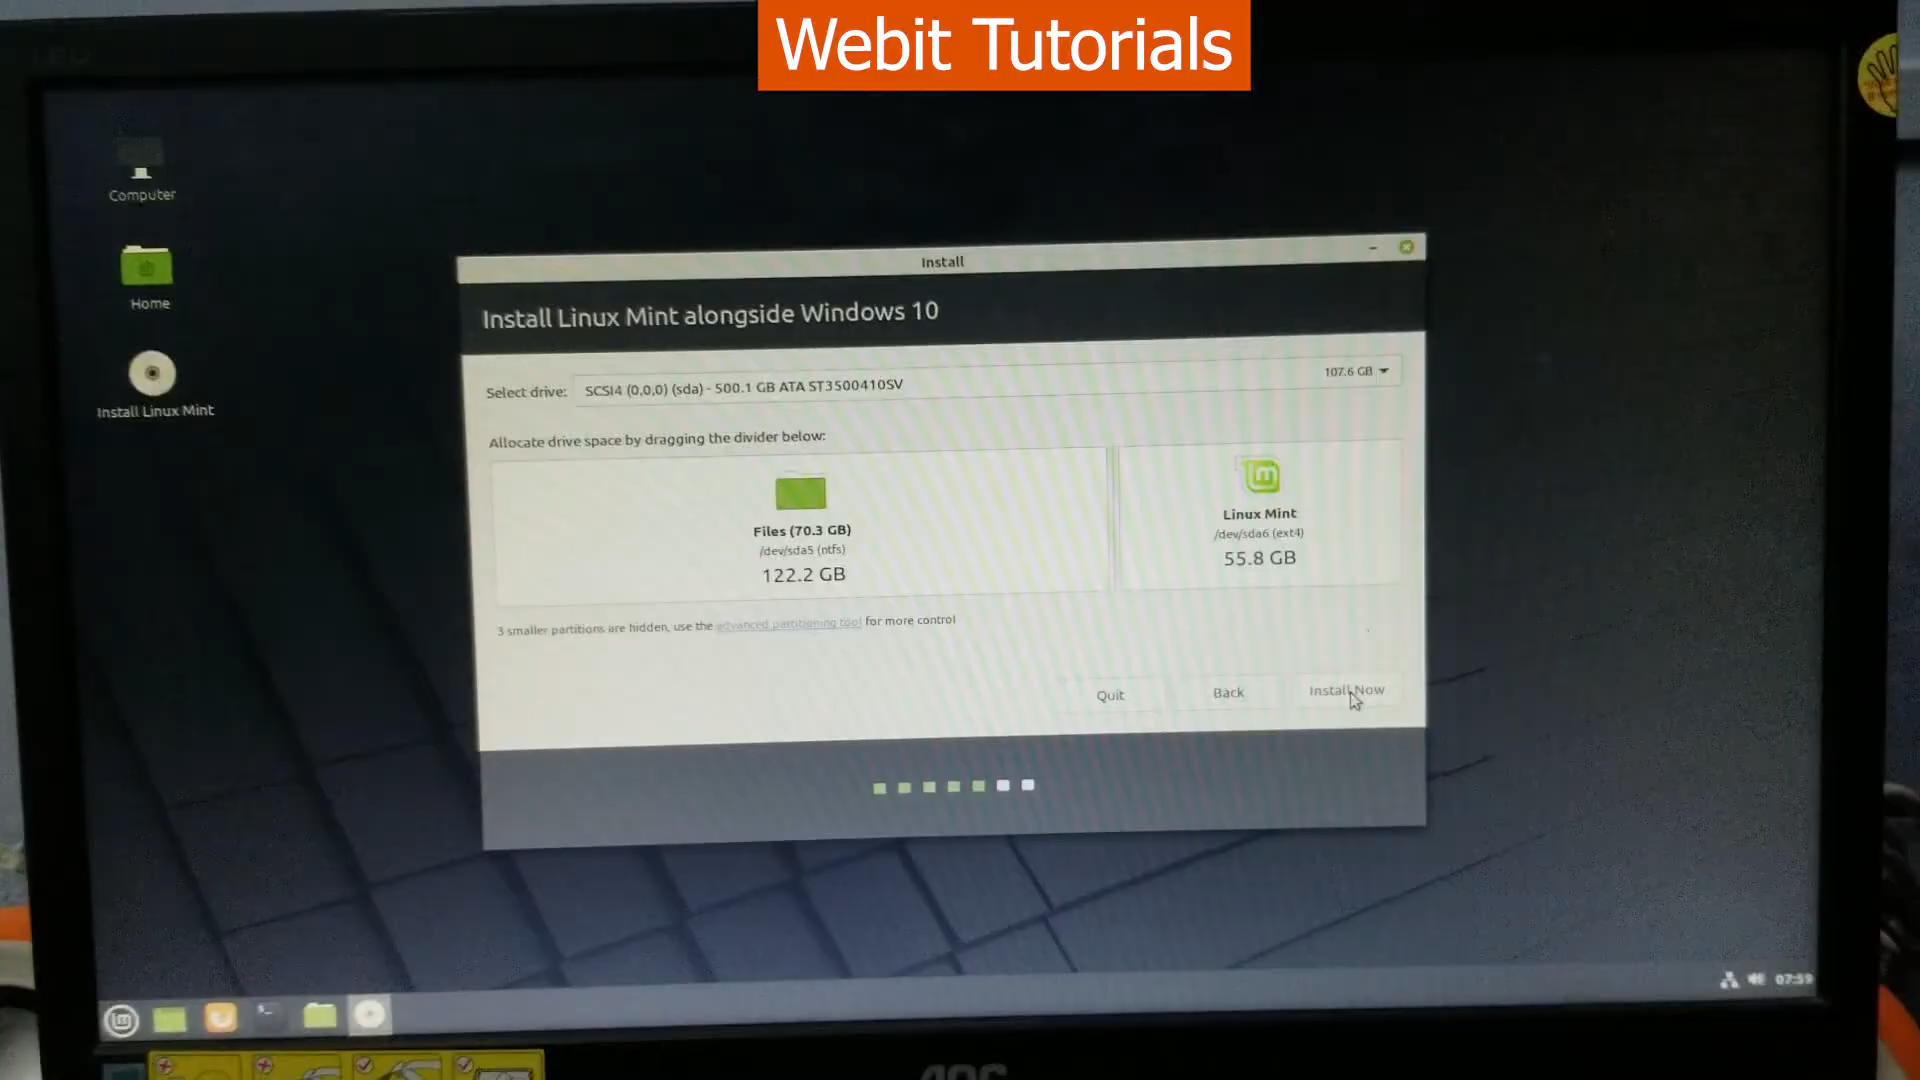 Webit Tutorials
Computer
Home
Install Linux Mint
Install
Install Linux Mint alongside Windows 10
Select drive: SCSI4 (0,0,0) (sda) - 500.1 GB ATA ST3500410SV 107.6 GB
Allocate drive space by dragging the divider below:
Files (70.3 GB)
/dev/sda5 (ntfs)
122.2 GB
Linux Mint
/dev/sda6 (ext4)
55.8 GB
3 smaller partitions are hidden, use the advanced partitioning tool for more control
Quit
Back
Install Now
07:59
AOC